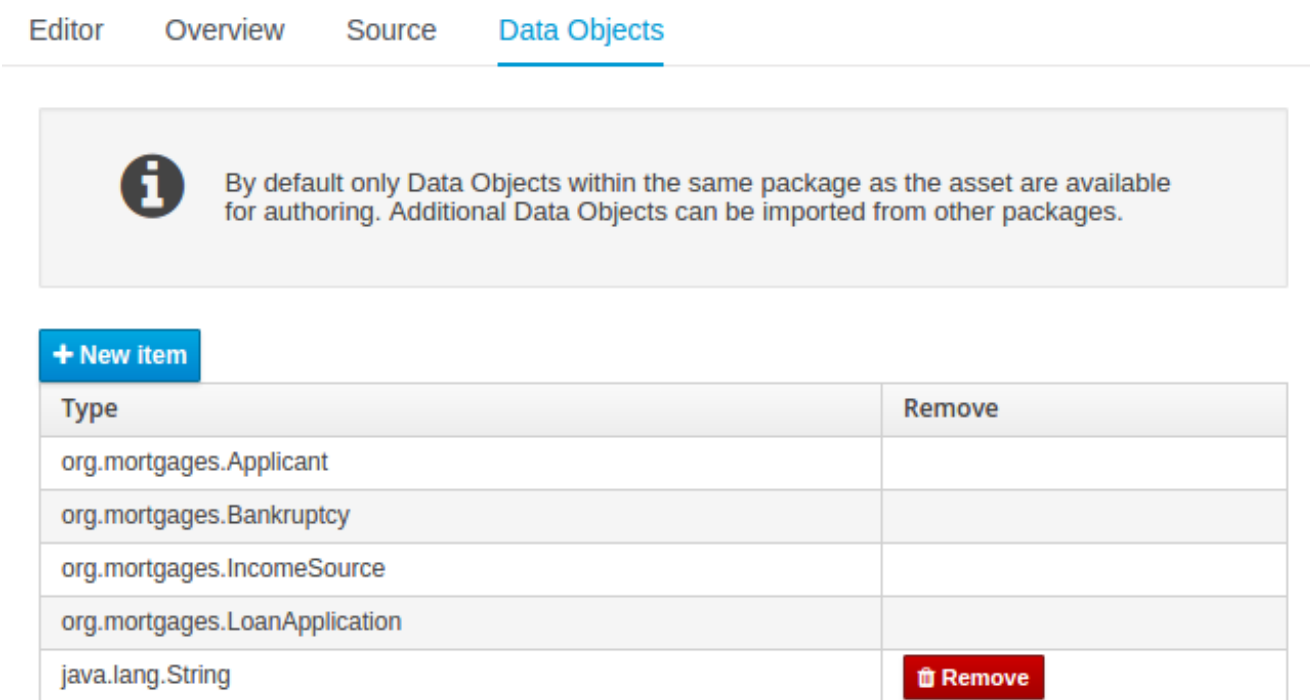 Editor Overview Source Data Objects
By default only Data Objects within the same package as the asset are available
for authoring. Additional Data Objects can be imported from other packages.
+ New item
Type Remove
org.mortgages.Applicant
org.mortgages.Bankruptcy
org.mortgages.IncomeSource
org.mortgages.LoanApplication
java.lang.String Remove